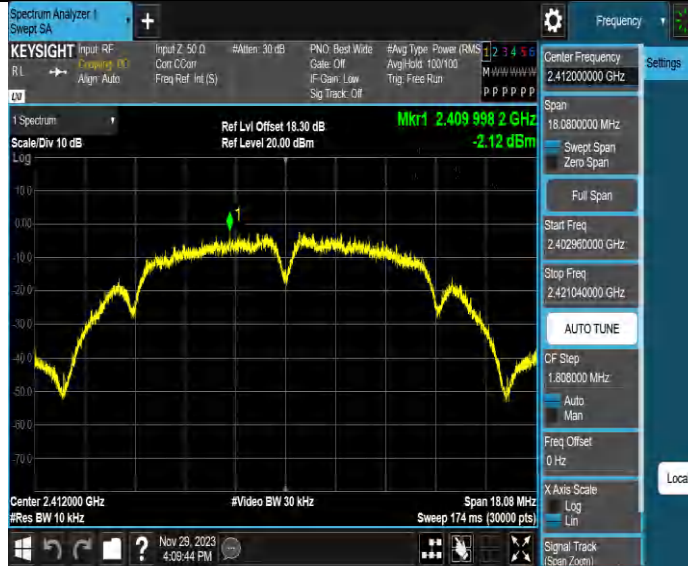 Spectrum Analyzer 1
Swept SA
+
Frequency
KEYSIGHT
RL
LXI
Input: RF
Coupling: DC
Align: Auto
Input Z: 50 Ω
Corr CCorr
Freq Ref: Int (S)
#Atten: 30 dB
PNO: Best Wide
Gate: Off
IF Gain: Low
Sig Track: Off
#Avg Type: Power (RMS
Avg|Hold: 100/100
Trig: Free Run
1 2 3 4 5 6
M W W W W W
P P P P P P
1 Spectrum
Scale/Div 10 dB
Ref Lvl Offset 18.30 dB
Ref Level 20.00 dBm
Mkr1 2.409 998 2 GHz
-2.12 dBm
Log
10.0
0.00
-10.0
-20.0
-30.0
-40.0
-50.0
-60.0
-70.0
1
Center 2.412000 GHz
#Res BW 10 kHz
#Video BW 30 kHz
Span 18.08 MHz
Sweep 174 ms (30000 pts)
?
Nov 29, 2023
4:09:44 PM
Center Frequency
2.412000000 GHz
Span
18.0800000 MHz
Swept Span
Zero Span
Full Span
Start Freq
2.402960000 GHz
Stop Freq
2.421040000 GHz
AUTO TUNE
CF Step
1.808000 MHz
Auto
Man
Freq Offset
0 Hz
X Axis Scale
Log
Lin
Signal Track
(Span Zoom)
Settings
Loca